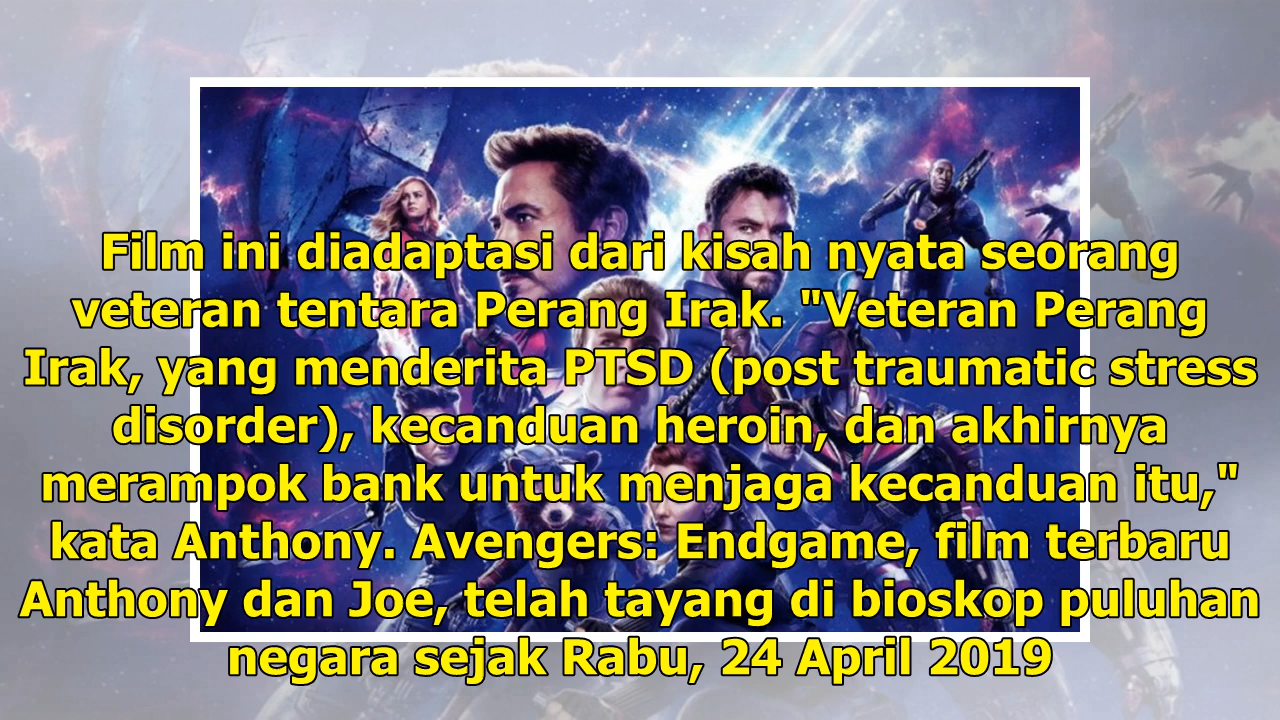 Film ini diadaptasi dari kisah nyata seorang
veteran tentara Perang Irak. "Veteran Perang
Irak, yang menderita PTSD (post traumatic stress
disorder), kecanduan heroin, dan akhirnya
merampok bank untuk menjaga kecanduan itu,"
kata Anthony. Avengers: Endgame, film terbaru
Anthony dan Joe, telah tayang di bioskop puluhan
negara sejak Rabu, 24 April 2019